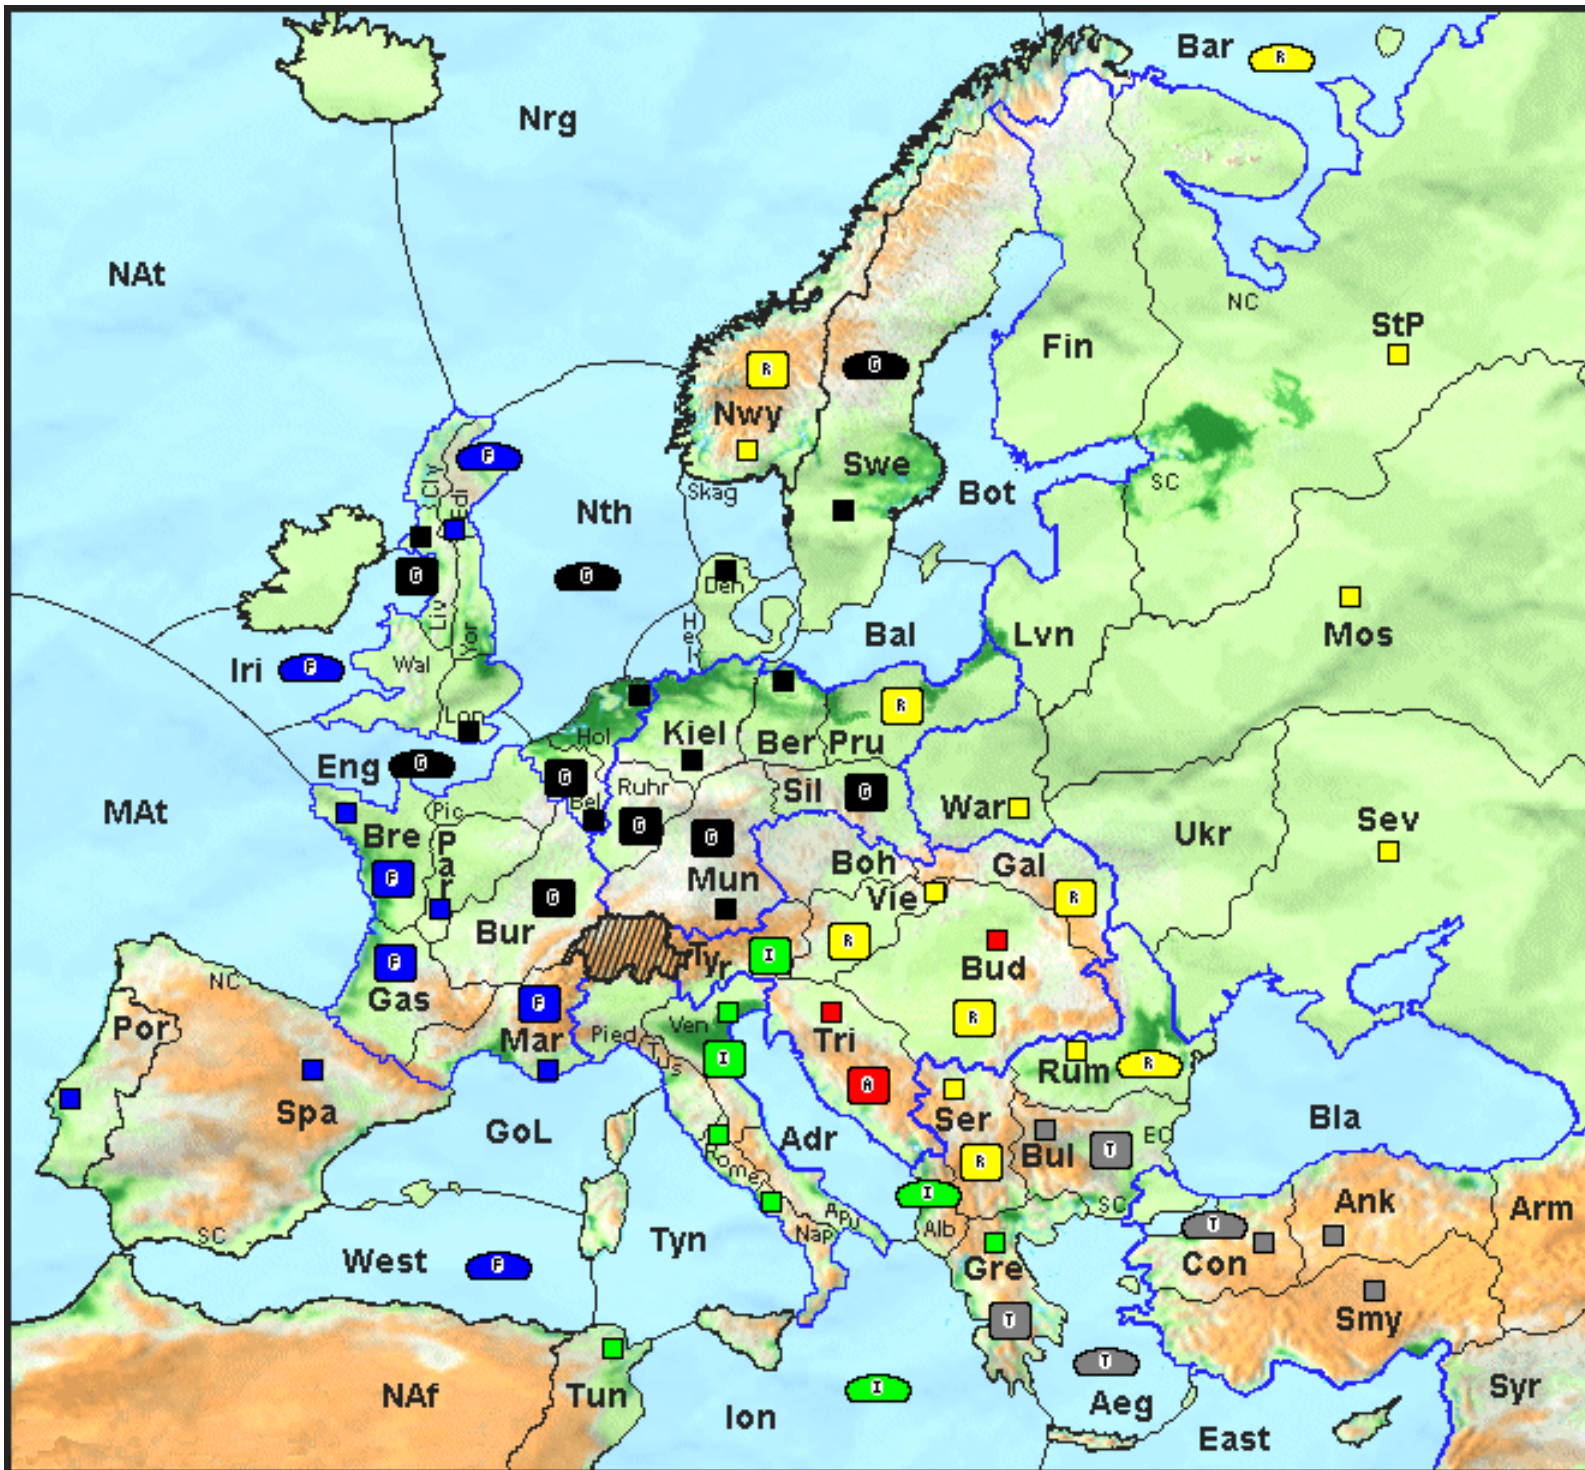 Bar
R
Nrg
NAt
NC
StP
Fin
R
G
Nwy
F
Cly
Edi
Swe
SC
Skag
Bot
Nth
G
G
Den
Liv
Yor
Hel
Bal
Lvn
Mos
Iri
F
Wal
R
Lon
Hol
Kiel
Ber
Pru
Eng
G
G
Ruhr
Sil
G
Bel
War
MAt
Pic
Bre
Par
G
G
Ukr
Sev
Boh
Gal
F
Mun
Vie
R
G
Bur
R
I
Tyr
Bud
F
NC
Gas
F
R
Por
Mar
Pied
Ven
Tri
Tus
I
Rum
R
A
Spa
GoL
Ser
Bla
Adr
Bul
T
EC
Rome
R
I
SC
Ank
Arm
Apu
Nap
Alb
T
SC
West
F
Tyn
Gre
Con
T
Smy
T
NAf
Tun
I
Ion
Aeg
Syr
East